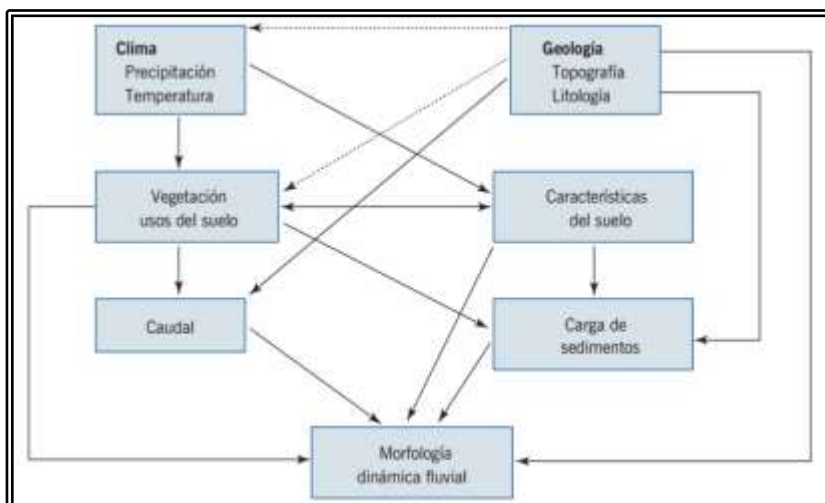 Clima
Precipitación
Temperatura
Geología
Topografía
Litología
Vegetación
usos del suelo
Características
del suelo
Caudal
Carga de
sedimentos
Morfología
dinámica fluvial